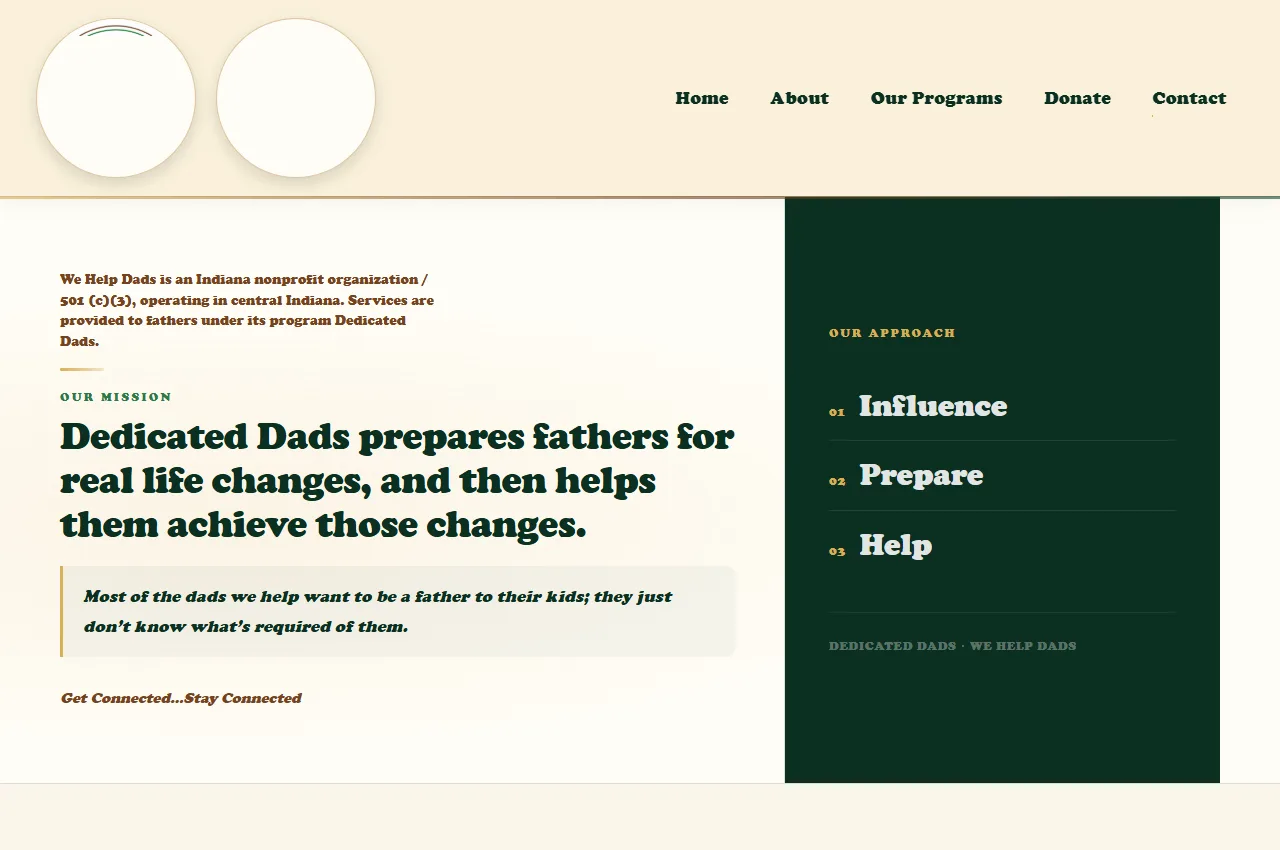 Home About Our Programs Donate Contact
We Help Dads is an Indiana nonprofit organization /
501 (c)(3), operating in central Indiana. Services are
provided to fathers under its program Dedicated
Dads.
OUR MISSION
Dedicated Dads prepares fathers for
real life changes, and then helps
them achieve those changes.
Most of the dads we help want to be a father to their kids; they just
don’t know what’s required of them.
Get Connected...Stay Connected
OUR APPROACH
01 Influence
02 Prepare
03 Help
DEDICATED DADS · WE HELP DADS